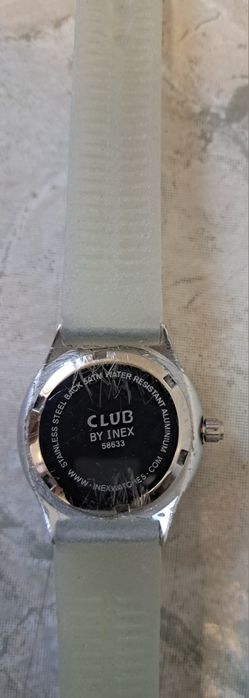 STAINLESS STEEL BACK 5ATM WATER RESISTANT ALUMINIUM
CLUB
BY INEX
58633
WWW.INEXWATCHES.COM